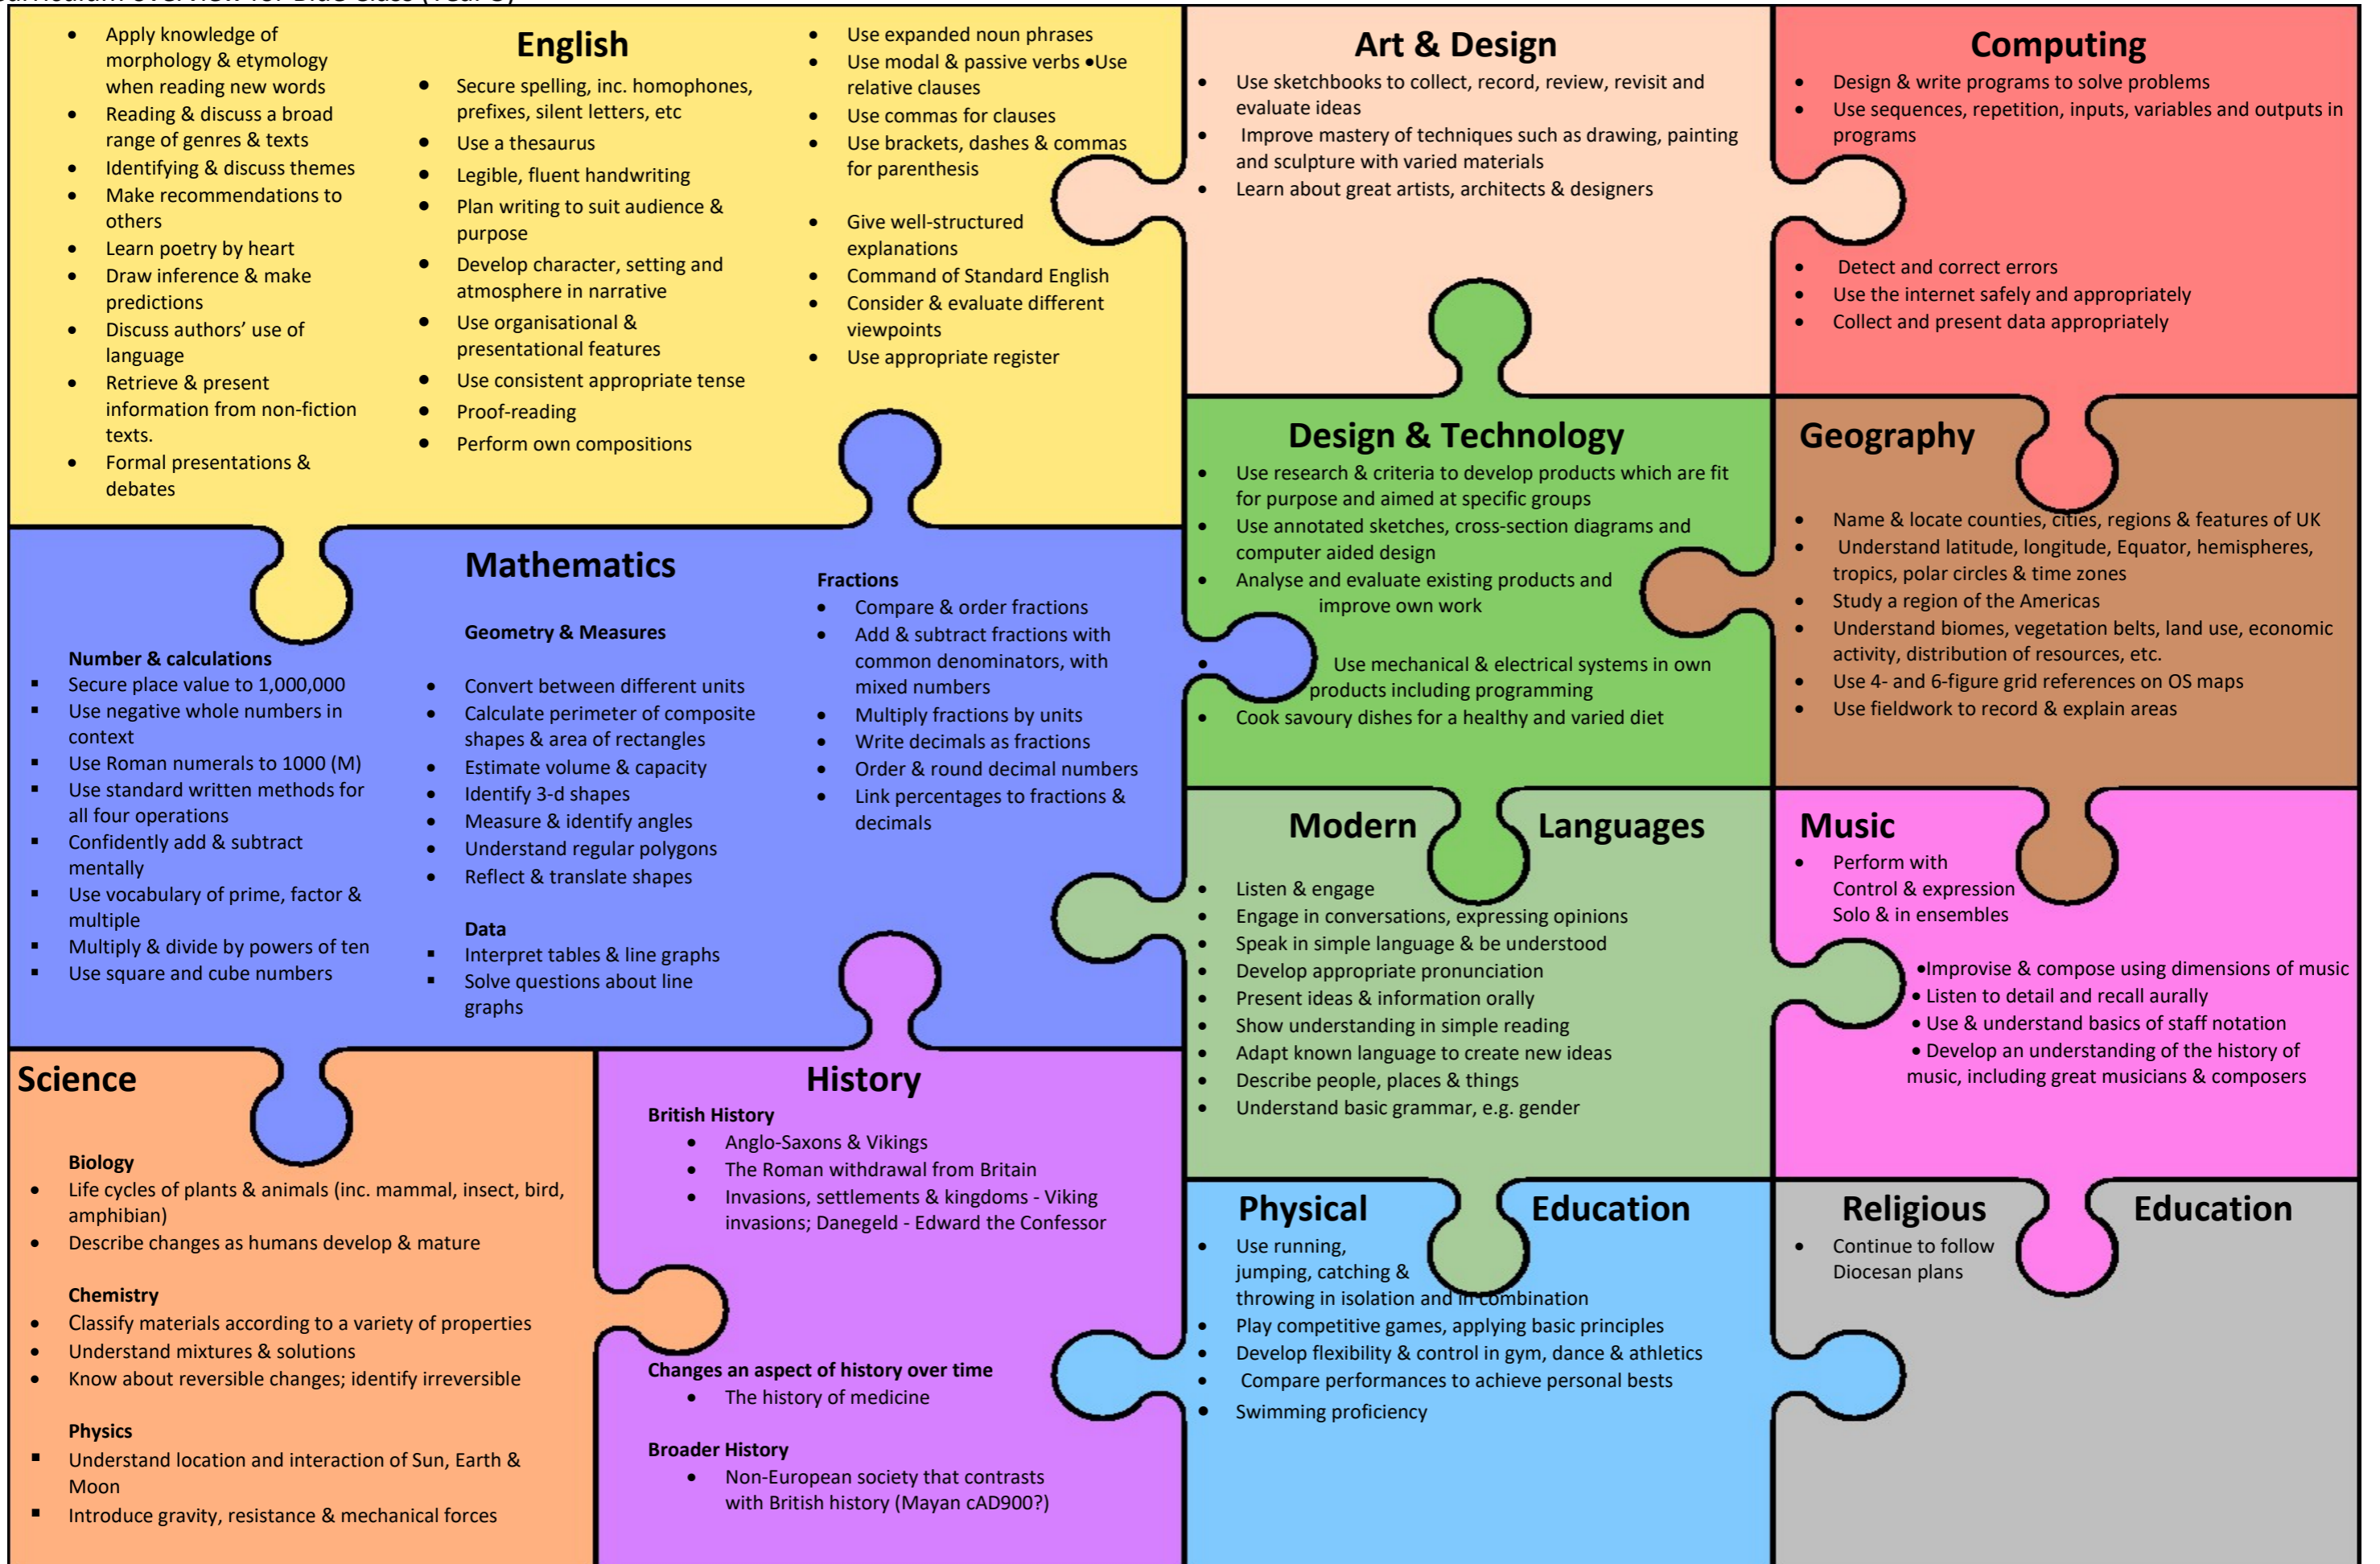 Curriculum overview for Blue Class (Year 5)
• Apply knowledge of
morphology & etymology
when reading new words
• Reading & discuss a broad
range of genres & texts
• Identifying & discuss themes
• Make recommendations to
others
• Learn poetry by heart
• Draw inference & make
predictions
• Discuss authors’ use of
language
• Retrieve & present
information from non-fiction
texts.
• Formal presentations &
debates
English
• Secure spelling, inc. homophones,
prefixes, silent letters, etc
• Use a thesaurus
• Legible, fluent handwriting
• Plan writing to suit audience &
purpose
• Develop character, setting and
atmosphere in narrative
• Use organisational &
presentational features
• Use consistent appropriate tense
• Proof-reading
• Perform own compositions
• Use expanded noun phrases
• Use modal & passive verbs •Use
relative clauses
• Use commas for clauses
• Use brackets, dashes & commas
for parenthesis
• Give well-structured
explanations
• Command of Standard English
• Consider & evaluate different
viewpoints
• Use appropriate register
Art & Design
• Use sketchbooks to collect, record, review, revisit and
evaluate ideas
• Improve mastery of techniques such as drawing, painting
and sculpture with varied materials
• Learn about great artists, architects & designers
Computing
• Design & write programs to solve problems
• Use sequences, repetition, inputs, variables and outputs in
programs
• Detect and correct errors
• Use the internet safely and appropriately
• Collect and present data appropriately
Design & Technology
• Use research & criteria to develop products which are fit
for purpose and aimed at specific groups
• Use annotated sketches, cross-section diagrams and
computer aided design
• Analyse and evaluate existing products and
improve own work
• Use mechanical & electrical systems in own
products including programming
• Cook savoury dishes for a healthy and varied diet
Geography
• Name & locate counties, cities, regions & features of UK
• Understand latitude, longitude, Equator, hemispheres,
tropics, polar circles & time zones
• Study a region of the Americas
• Understand biomes, vegetation belts, land use, economic
activity, distribution of resources, etc.
• Use 4- and 6-figure grid references on OS maps
• Use fieldwork to record & explain areas
Mathematics
Number & calculations
▪ Secure place value to 1,000,000
▪ Use negative whole numbers in
context
▪ Use Roman numerals to 1000 (M)
▪ Use standard written methods for
all four operations
▪ Confidently add & subtract
mentally
▪ Use vocabulary of prime, factor &
multiple
▪ Multiply & divide by powers of ten
▪ Use square and cube numbers
Geometry & Measures
• Convert between different units
• Calculate perimeter of composite
shapes & area of rectangles
• Estimate volume & capacity
• Identify 3-d shapes
• Measure & identify angles
• Understand regular polygons
• Reflect & translate shapes
Data
▪ Interpret tables & line graphs
▪ Solve questions about line
graphs
Fractions
• Compare & order fractions
• Add & subtract fractions with
common denominators, with
mixed numbers
• Multiply fractions by units
• Write decimals as fractions
• Order & round decimal numbers
• Link percentages to fractions &
decimals
Modern Languages
• Listen & engage
• Engage in conversations, expressing opinions
• Speak in simple language & be understood
• Develop appropriate pronunciation
• Present ideas & information orally
• Show understanding in simple reading
• Adapt known language to create new ideas
• Describe people, places & things
• Understand basic grammar, e.g. gender
Music
• Perform with
Control & expression
Solo & in ensembles
•Improvise & compose using dimensions of music
• Listen to detail and recall aurally
• Use & understand basics of staff notation
• Develop an understanding of the history of
music, including great musicians & composers
Science
Biology
• Life cycles of plants & animals (inc. mammal, insect, bird,
amphibian)
• Describe changes as humans develop & mature
Chemistry
• Classify materials according to a variety of properties
• Understand mixtures & solutions
• Know about reversible changes; identify irreversible
Physics
▪ Understand location and interaction of Sun, Earth &
Moon
▪ Introduce gravity, resistance & mechanical forces
History
British History
• Anglo-Saxons & Vikings
• The Roman withdrawal from Britain
• Invasions, settlements & kingdoms - Viking
invasions; Danegeld - Edward the Confessor
Changes an aspect of history over time
• The history of medicine
Broader History
• Non-European society that contrasts
with British history (Mayan cAD900?)
Physical Education
• Use running,
jumping, catching &
throwing in isolation and in combination
• Play competitive games, applying basic principles
• Develop flexibility & control in gym, dance & athletics
• Compare performances to achieve personal bests
• Swimming proficiency
Religious Education
• Continue to follow
Diocesan plans